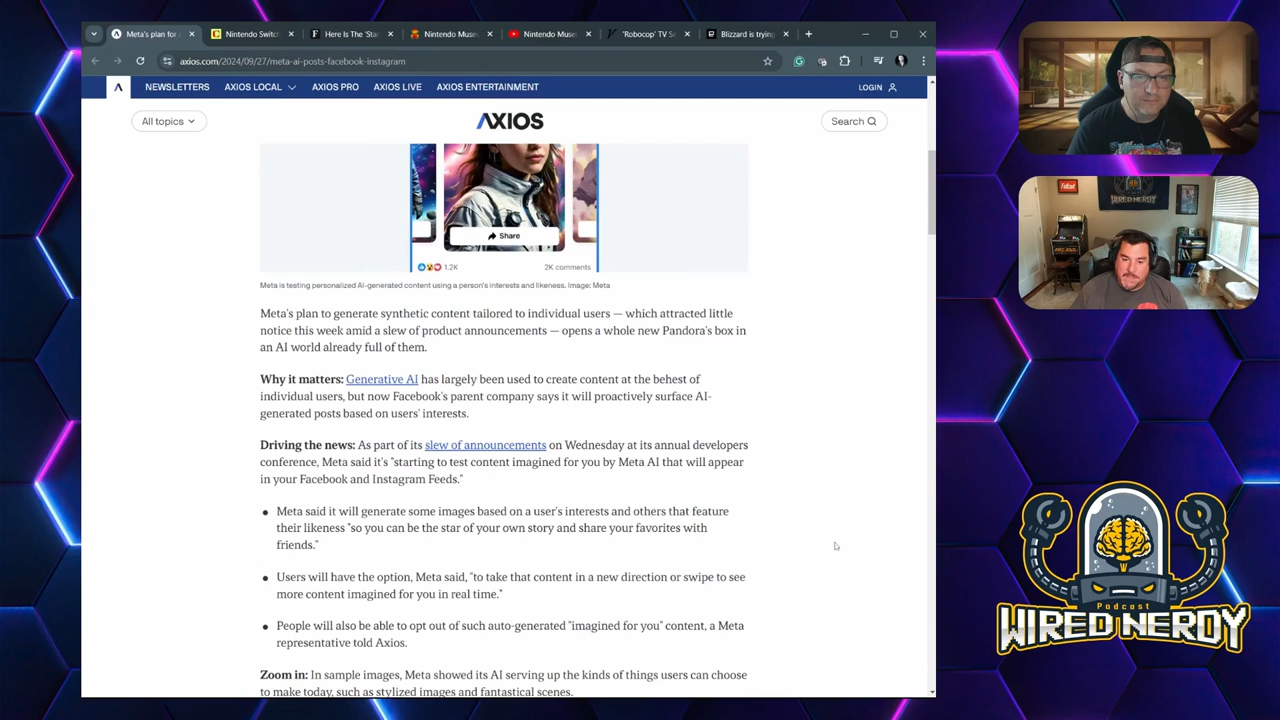 Meta's plan for
Nintendo Switch
Here Is The 'Star
Nintendo Muse
Nintendo Muse
'Robocop' TV Se
Blizzard is trying
axios.com/2024/09/27/meta-ai-posts-facebook-instagram
NEWSLETTERS AXIOS LOCAL AXIOS PRO AXIOS LIVE AXIOS ENTERTAINMENT LOGIN
All topics
AXIOS
Search
Share
1.2K 2K comments
Meta is testing personalized AI-generated content using a person's interests and likeness. Image: Meta
Meta's plan to generate synthetic content tailored to individual users — which attracted little
notice this week amid a slew of product announcements — opens a whole new Pandora's box in
an AI world already full of them.
Why it matters: Generative AI has largely been used to create content at the behest of
individual users, but now Facebook's parent company says it will proactively surface AI-
generated posts based on users' interests.
Driving the news: As part of its slew of announcements on Wednesday at its annual developers
conference, Meta said it's "starting to test content imagined for you by Meta AI that will appear
in your Facebook and Instagram Feeds."
Meta said it will generate some images based on a user's interests and others that feature
their likeness "so you can be the star of your own story and share your favorites with
friends."
Users will have the option, Meta said, "to take that content in a new direction or swipe to see
more content imagined for you in real time."
People will also be able to opt out of such auto-generated "imagined for you" content, a Meta
representative told Axios.
Zoom in: In sample images, Meta showed its AI serving up the kinds of things users can choose
to make today, such as stylized images and fantastical scenes.
Fallout
WIRED NERDY
Podcast
WIRED NERDY